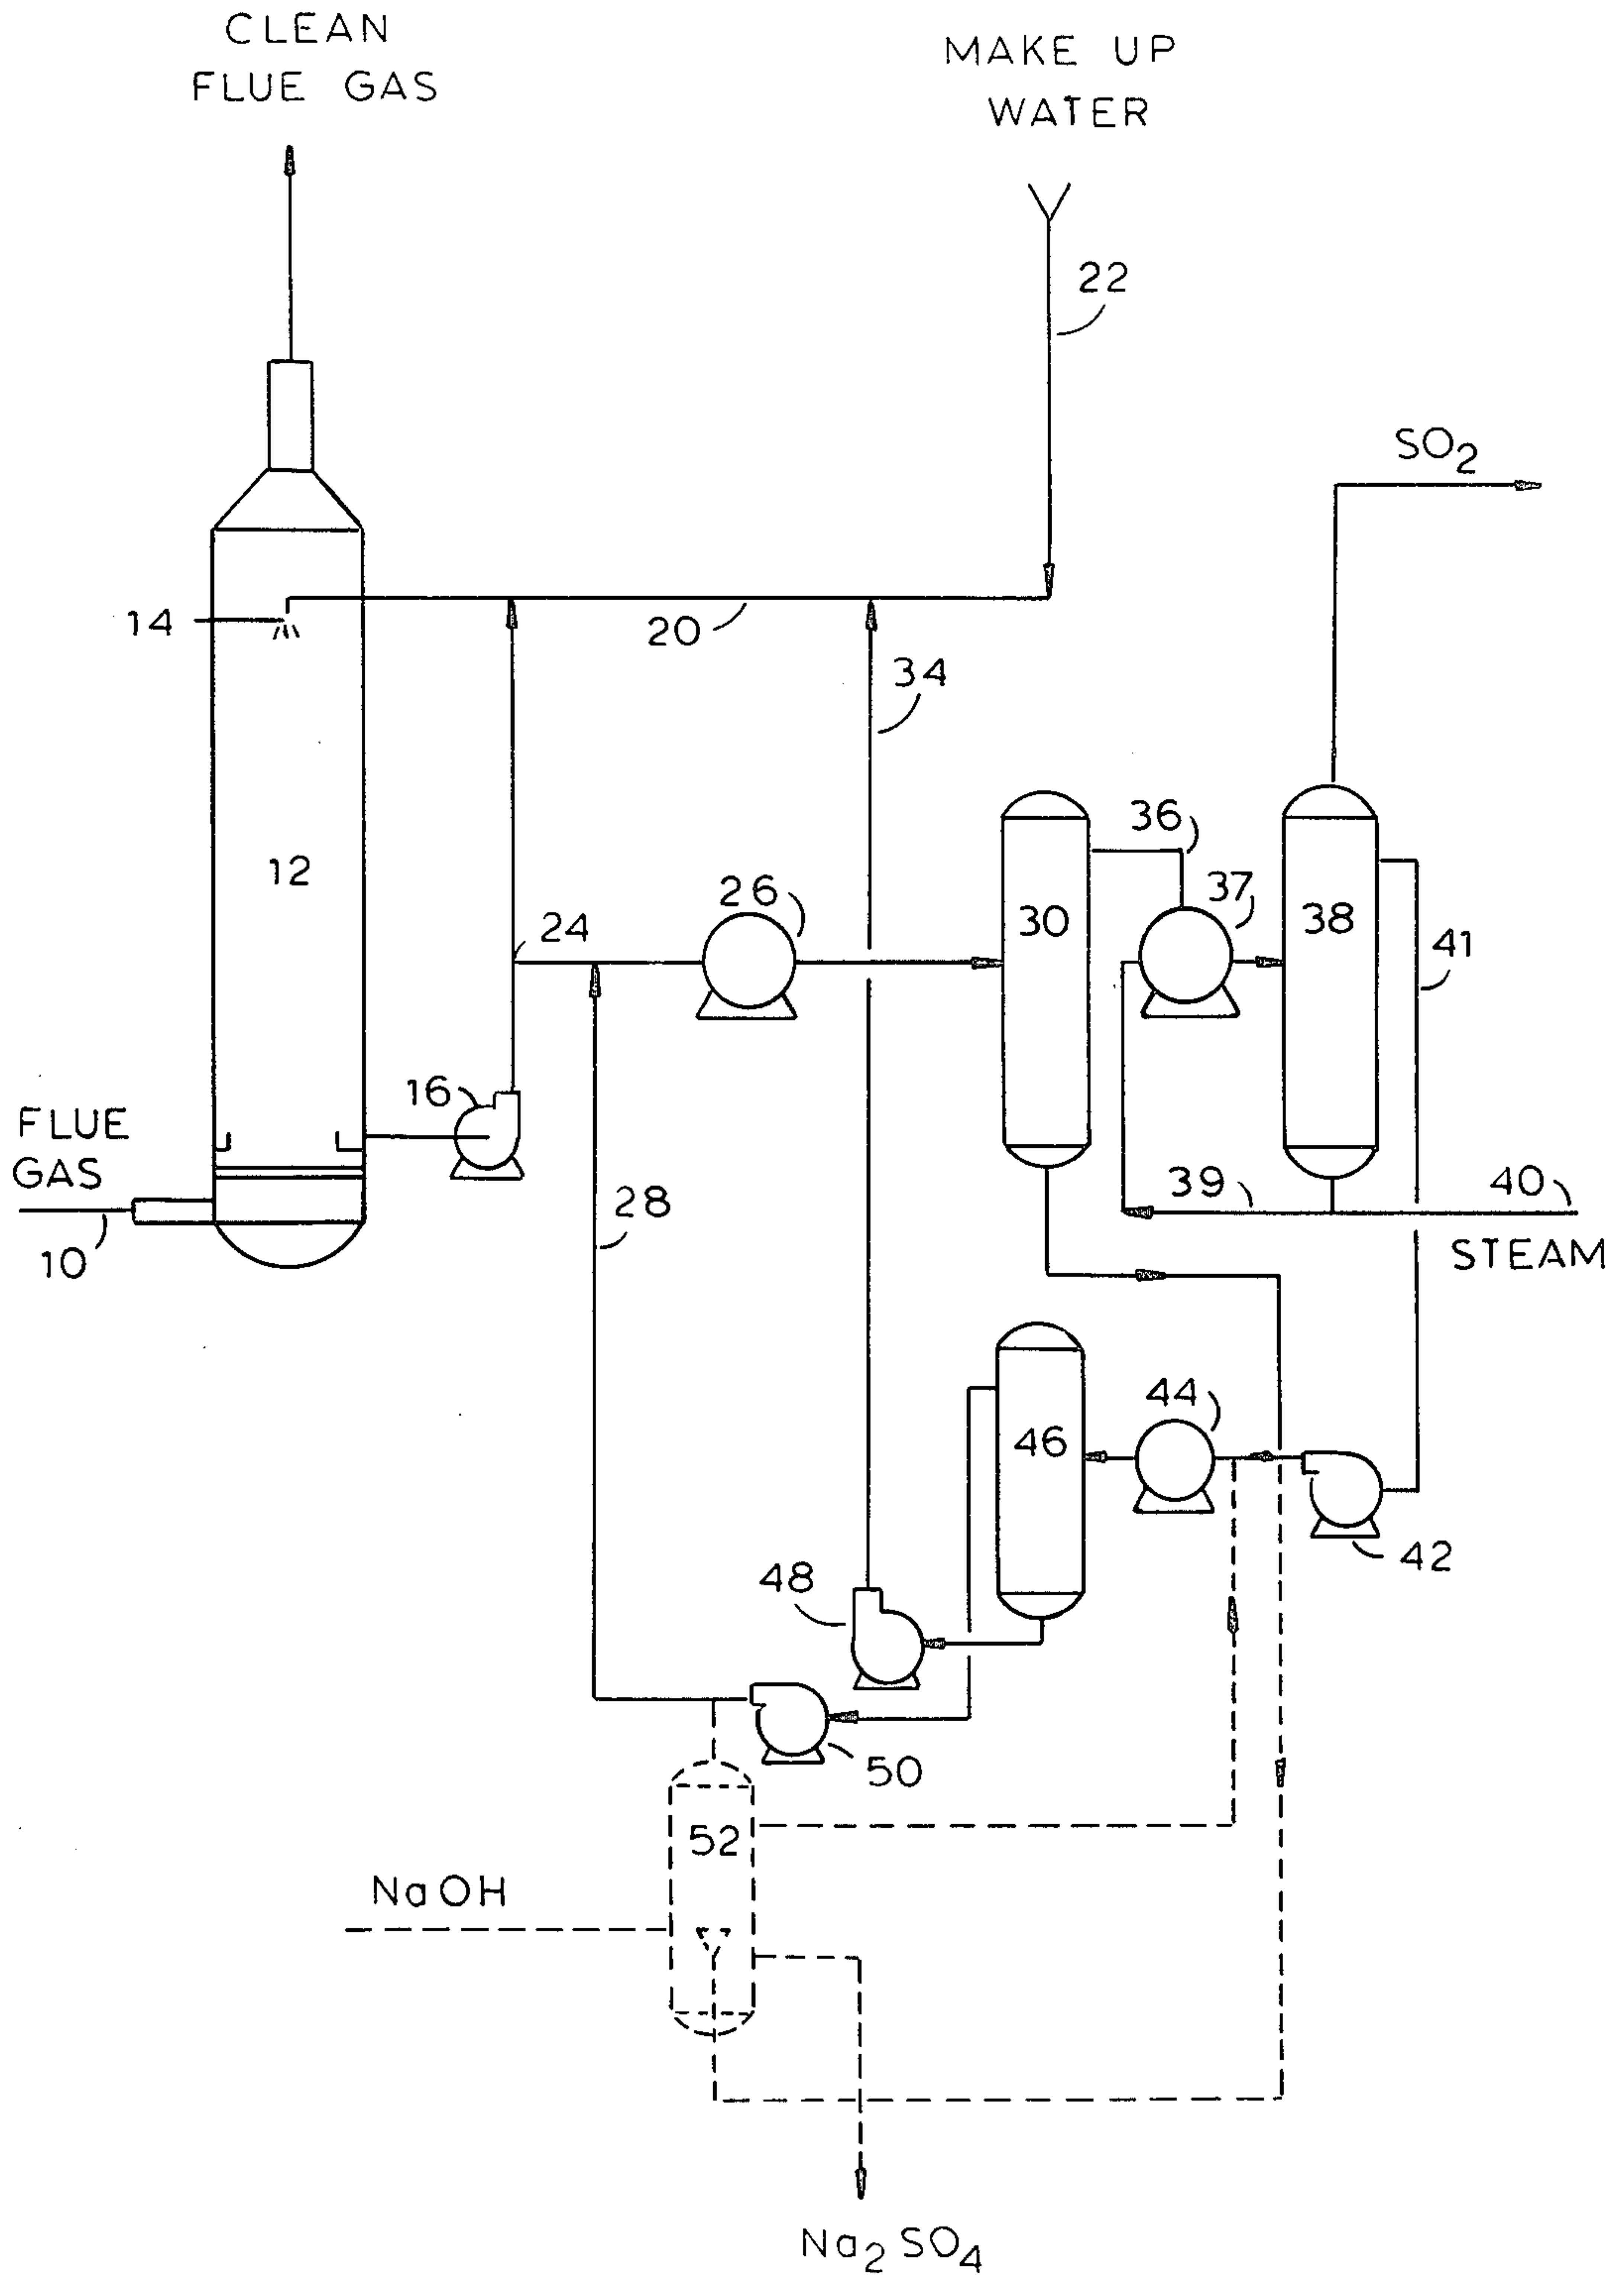 CLEAN
FLUE GAS
MAKE UP
WATER
22
SO2
14
20
34
36
12
26
37
30
38
24
41
16
FLUE
GAS
28
39
40
10
STEAM
44
46
48
42
50
52
NaOH
Na2SO4